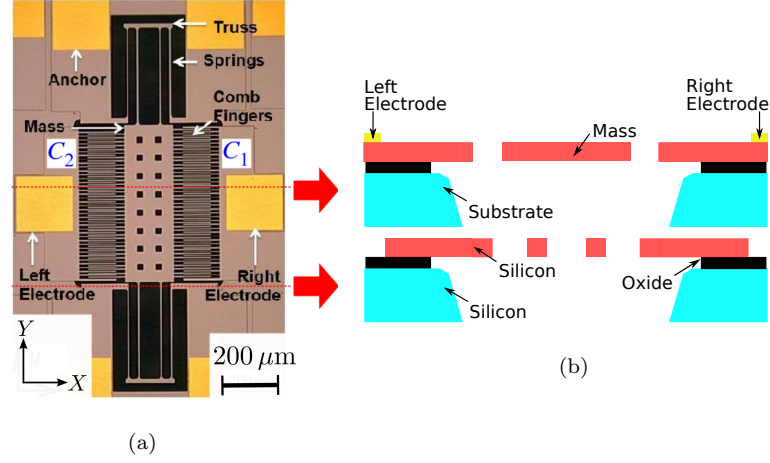 Truss
Springs
Anchor
Comb
Fingers
Mass
C2
C1
Left
Electrode
Right
Electrode
Y
X
200 μm
(a)
Left
Electrode
Right
Electrode
Mass
Substrate
Silicon
Oxide
Silicon
(b)